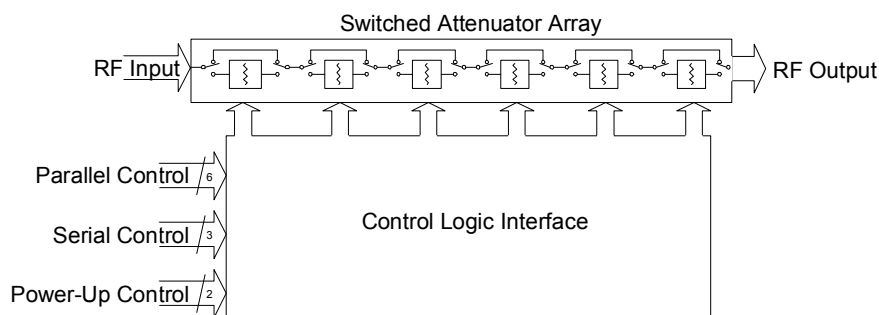 Switched Attenuator Array
RF Input
RF Output
Parallel Control 6
Control Logic Interface
Serial Control 3
Power-Up Control 2